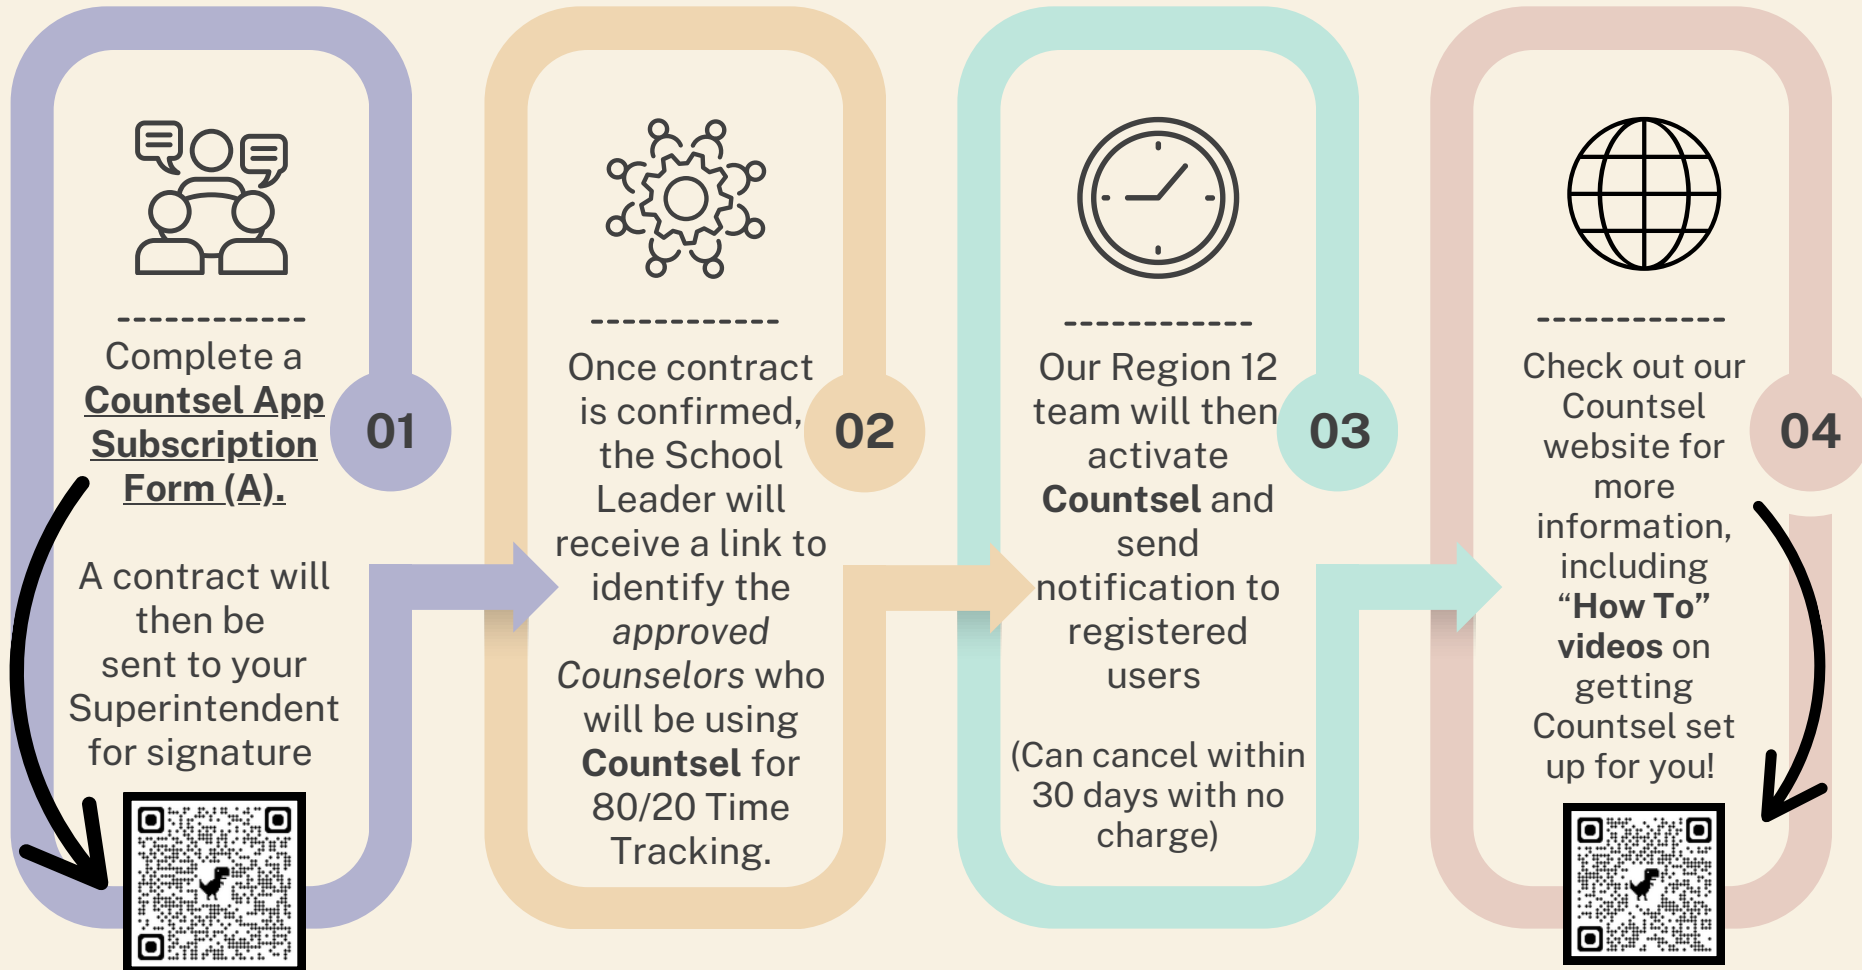 Complete a
Countsel App
Subscription
Form (A).
A contract will
then be
sent to your
Superintendent
for signature
01
Once contract
is confirmed,
the School
Leader will
receive a link to
identify the
approved
Counselors who
will be using
Countsel for
80/20 Time
Tracking.
02
Our Region 12
team will then
activate
Countsel and
send
notification to
registered
users
(Can cancel within
30 days with no
charge)
03
Check out our
Countsel
website for
more
information,
including
“How To”
videos on
getting
Countsel set
up for you!
04